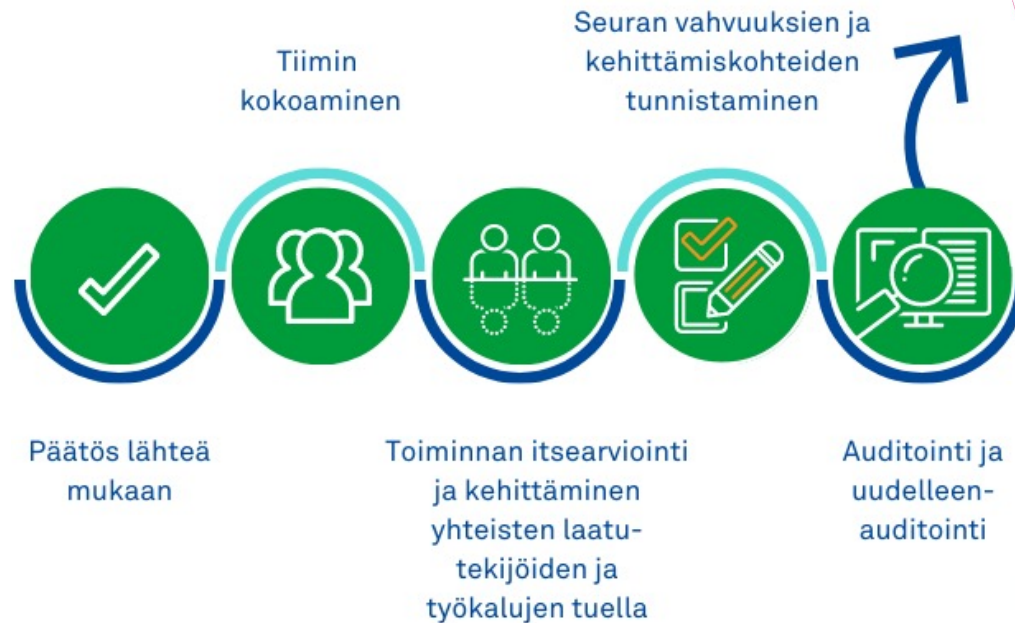 Päätös lähteä
mukaan
Tiimin
kokoaminen
Toiminnan itsearviointi
ja kehittäminen
yhteisten laatu-
tekijöiden ja
työkalujen tuella
Seuran vahvuuksien ja
kehittämiskohteiden
tunnistaminen
Auditointi ja
uudelleen-
auditointi